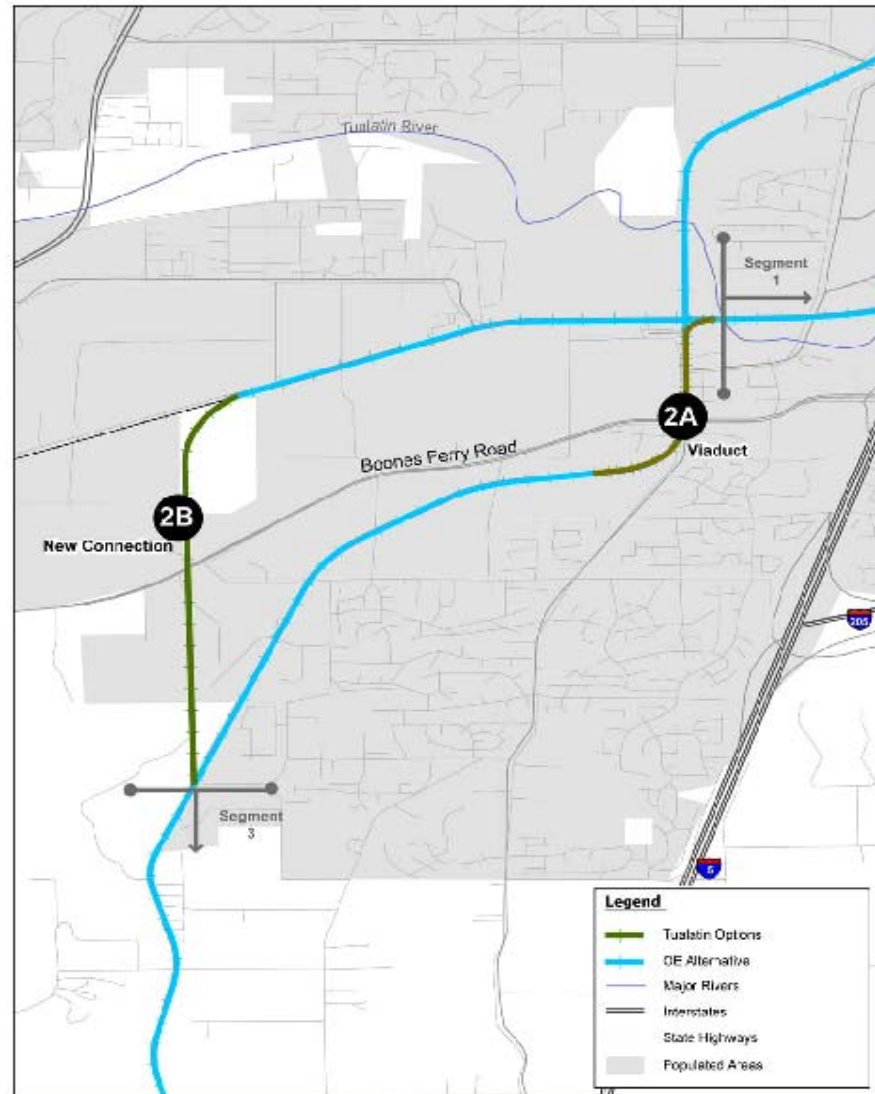 Tualatin River
Segment
1
2A
Viaduct
Boones Ferry Road
2B
New Connection
205
Segment
3
5
Legend
Tualatin Options
OE Alternative
Major Rivers
Interstates
State Highways
Populated Areas